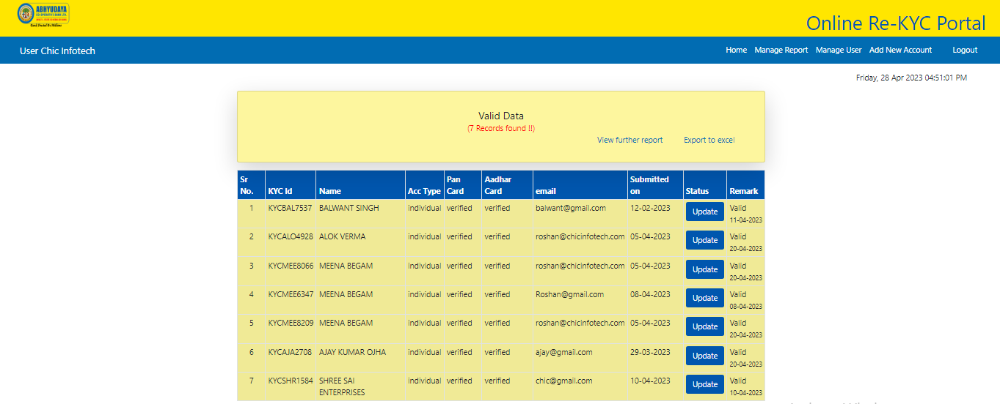 ABHYUDAYA
CO-OPERATIVE BANK LTD.
Bank Trusted By Millions
Online Re-KYC Portal
User Chic Infotech
Home Manage Report Manage User Add New Account Logout
Friday, 28 Apr 2023 04:51:01 PM
Valid Data
(7 Records found !!)
View further report Export to excel
Sr No. KYC Id Name Acc Type Pan Card Aadhar Card email Submitted on Status Remark
1 KYCBAL7537 BALWANT SINGH individual verified verified balwant@gmail.com 12-02-2023 Update Valid
11-04-2023
2 KYCALO4928 ALOK VERMA individual verified verified roshan@chicinfotech.com 05-04-2023 Update Valid
20-04-2023
3 KYCMEE8066 MEENA BEGAM individual verified verified roshan@chicinfotech.com 05-04-2023 Update Valid
20-04-2023
4 KYCMEE6347 MEENA BEGAM individual verified verified Roshan@gmail.com 08-04-2023 Update Valid
08-04-2023
5 KYCMEE8209 MEENA BEGAM individual verified verified roshan@chicinfotech.com 05-04-2023 Update Valid
20-04-2023
6 KYCAJA2708 AJAY KUMAR OJHA individual verified verified ajay@gmail.com 29-03-2023 Update Valid
20-04-2023
7 KYCSHR1584 SHREE SAI individual verified verified chic@gmail.com 10-04-2023 Update Valid
ENTERPRISES 10-04-2023